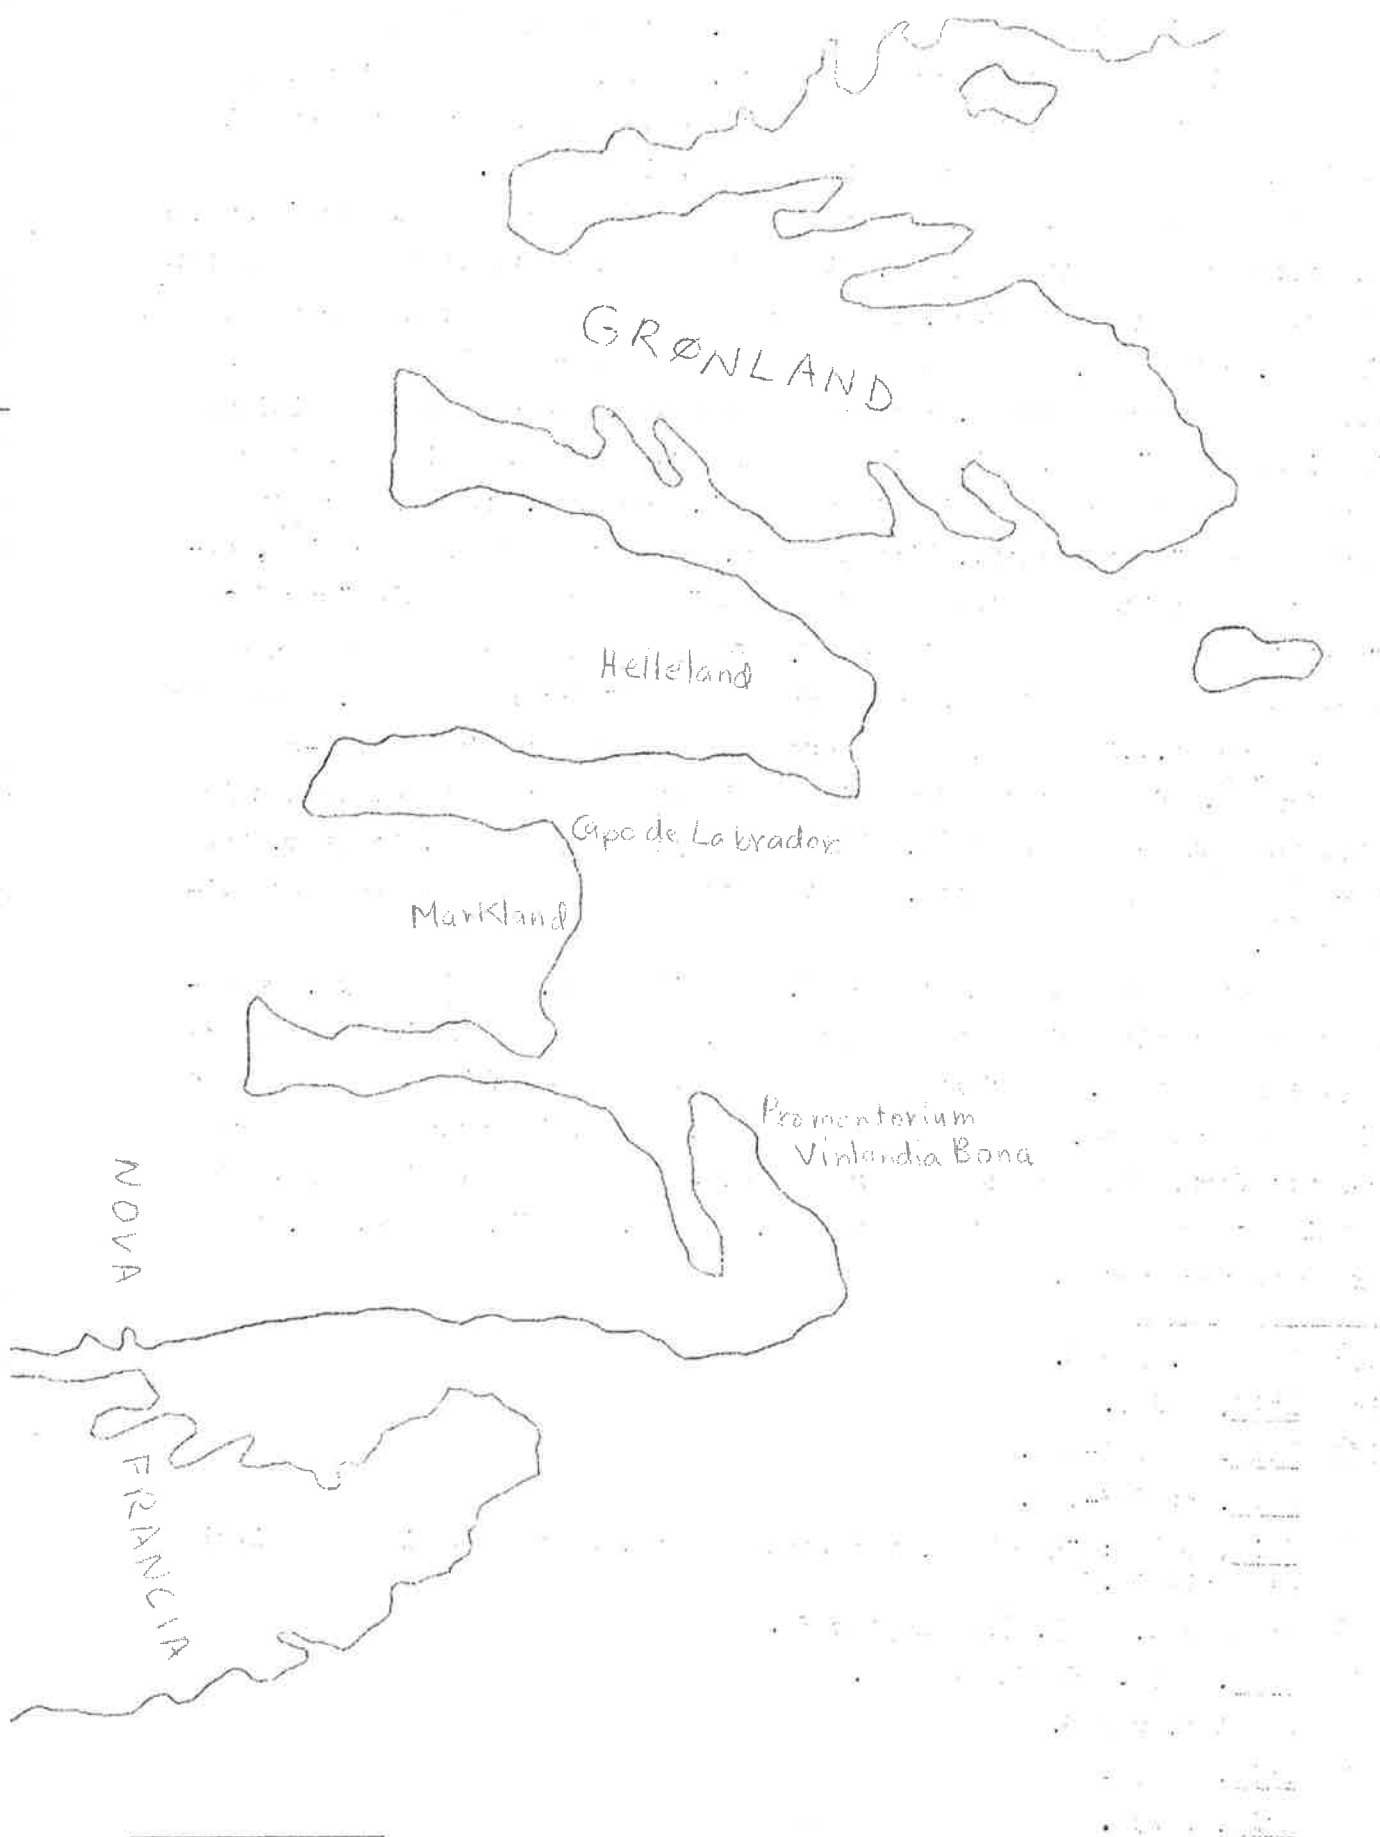 GRØNLAND
Helleland
Capo de Labrador
Markland
Promontorium
Vinlandia Bona
NOVA
FRANCIA